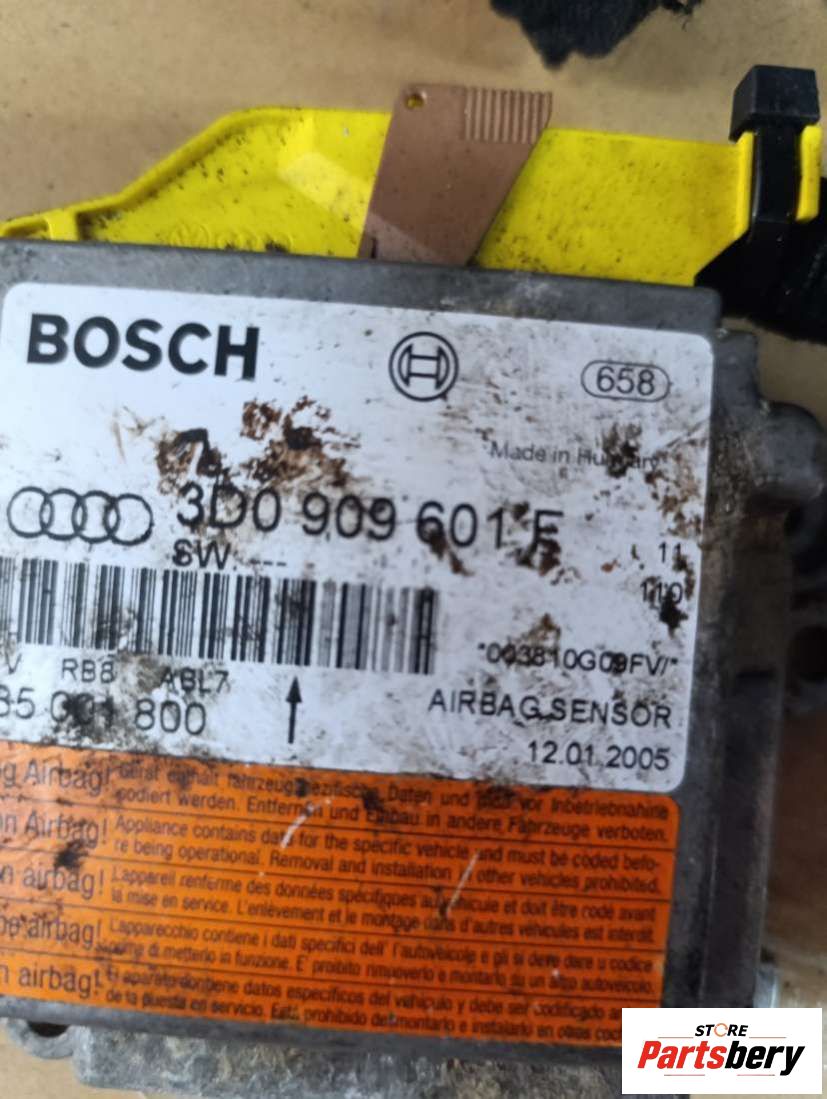 BOSCH
658
Made in Hungary
3D0 909 601 E
SW. ---
11
110
*003810G09FV/*
V RB8 ABL7
35 001 800
AIRBAG SENSOR
12.01.2005
Airbag! Gerät enthält fahrzeugspezifische Daten und muss vor Inbetriebnahme
codiert werden. Entfernen und Einbau in andere Fahrzeuge verboten.
Airbag! Appliance contains data for the specific vehicle and must be coded befo-
re being operational. Removal and installation in other vehicles prohibited.
airbag! L'appareil renferme des données spécifiques au véhicule et doit être codé avant
la mise en service. L'enlèvement et le montage dans d'autres véhicules est interdit.
airbag! L'apparecchio contiene i dati specifici dell' l'autoveicolo e gli si deve dare u codice
prima di metterlo in funzione. E' proibito rimuoverlo e montarlo su un altro autoveicolo.
airbag! El aparato contiene datos específicos del vehículo y debe ser codificado
de la puesta en servicio. Está prohibido desmontarlo e instalarlo en otros
STORE
Partsbery